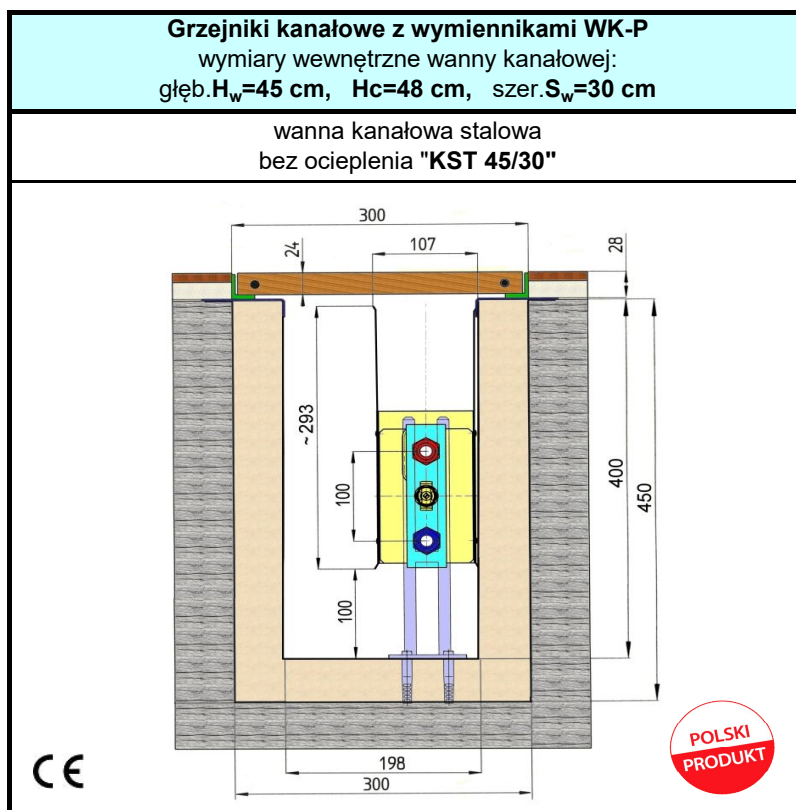 Grzejniki kanałowe z wymiennikami WK-P
wymiary wewnętrzne wanny kanałowej:
głęb.Hw=45 cm, Hc=48 cm, szer.Sw=30 cm
wanna kanałowa stalowa
bez ocieplenia "KST 45/30"
300
24
107
28
~293
100
400
450
100
198
300
CE
POLSKI
PRODUKT